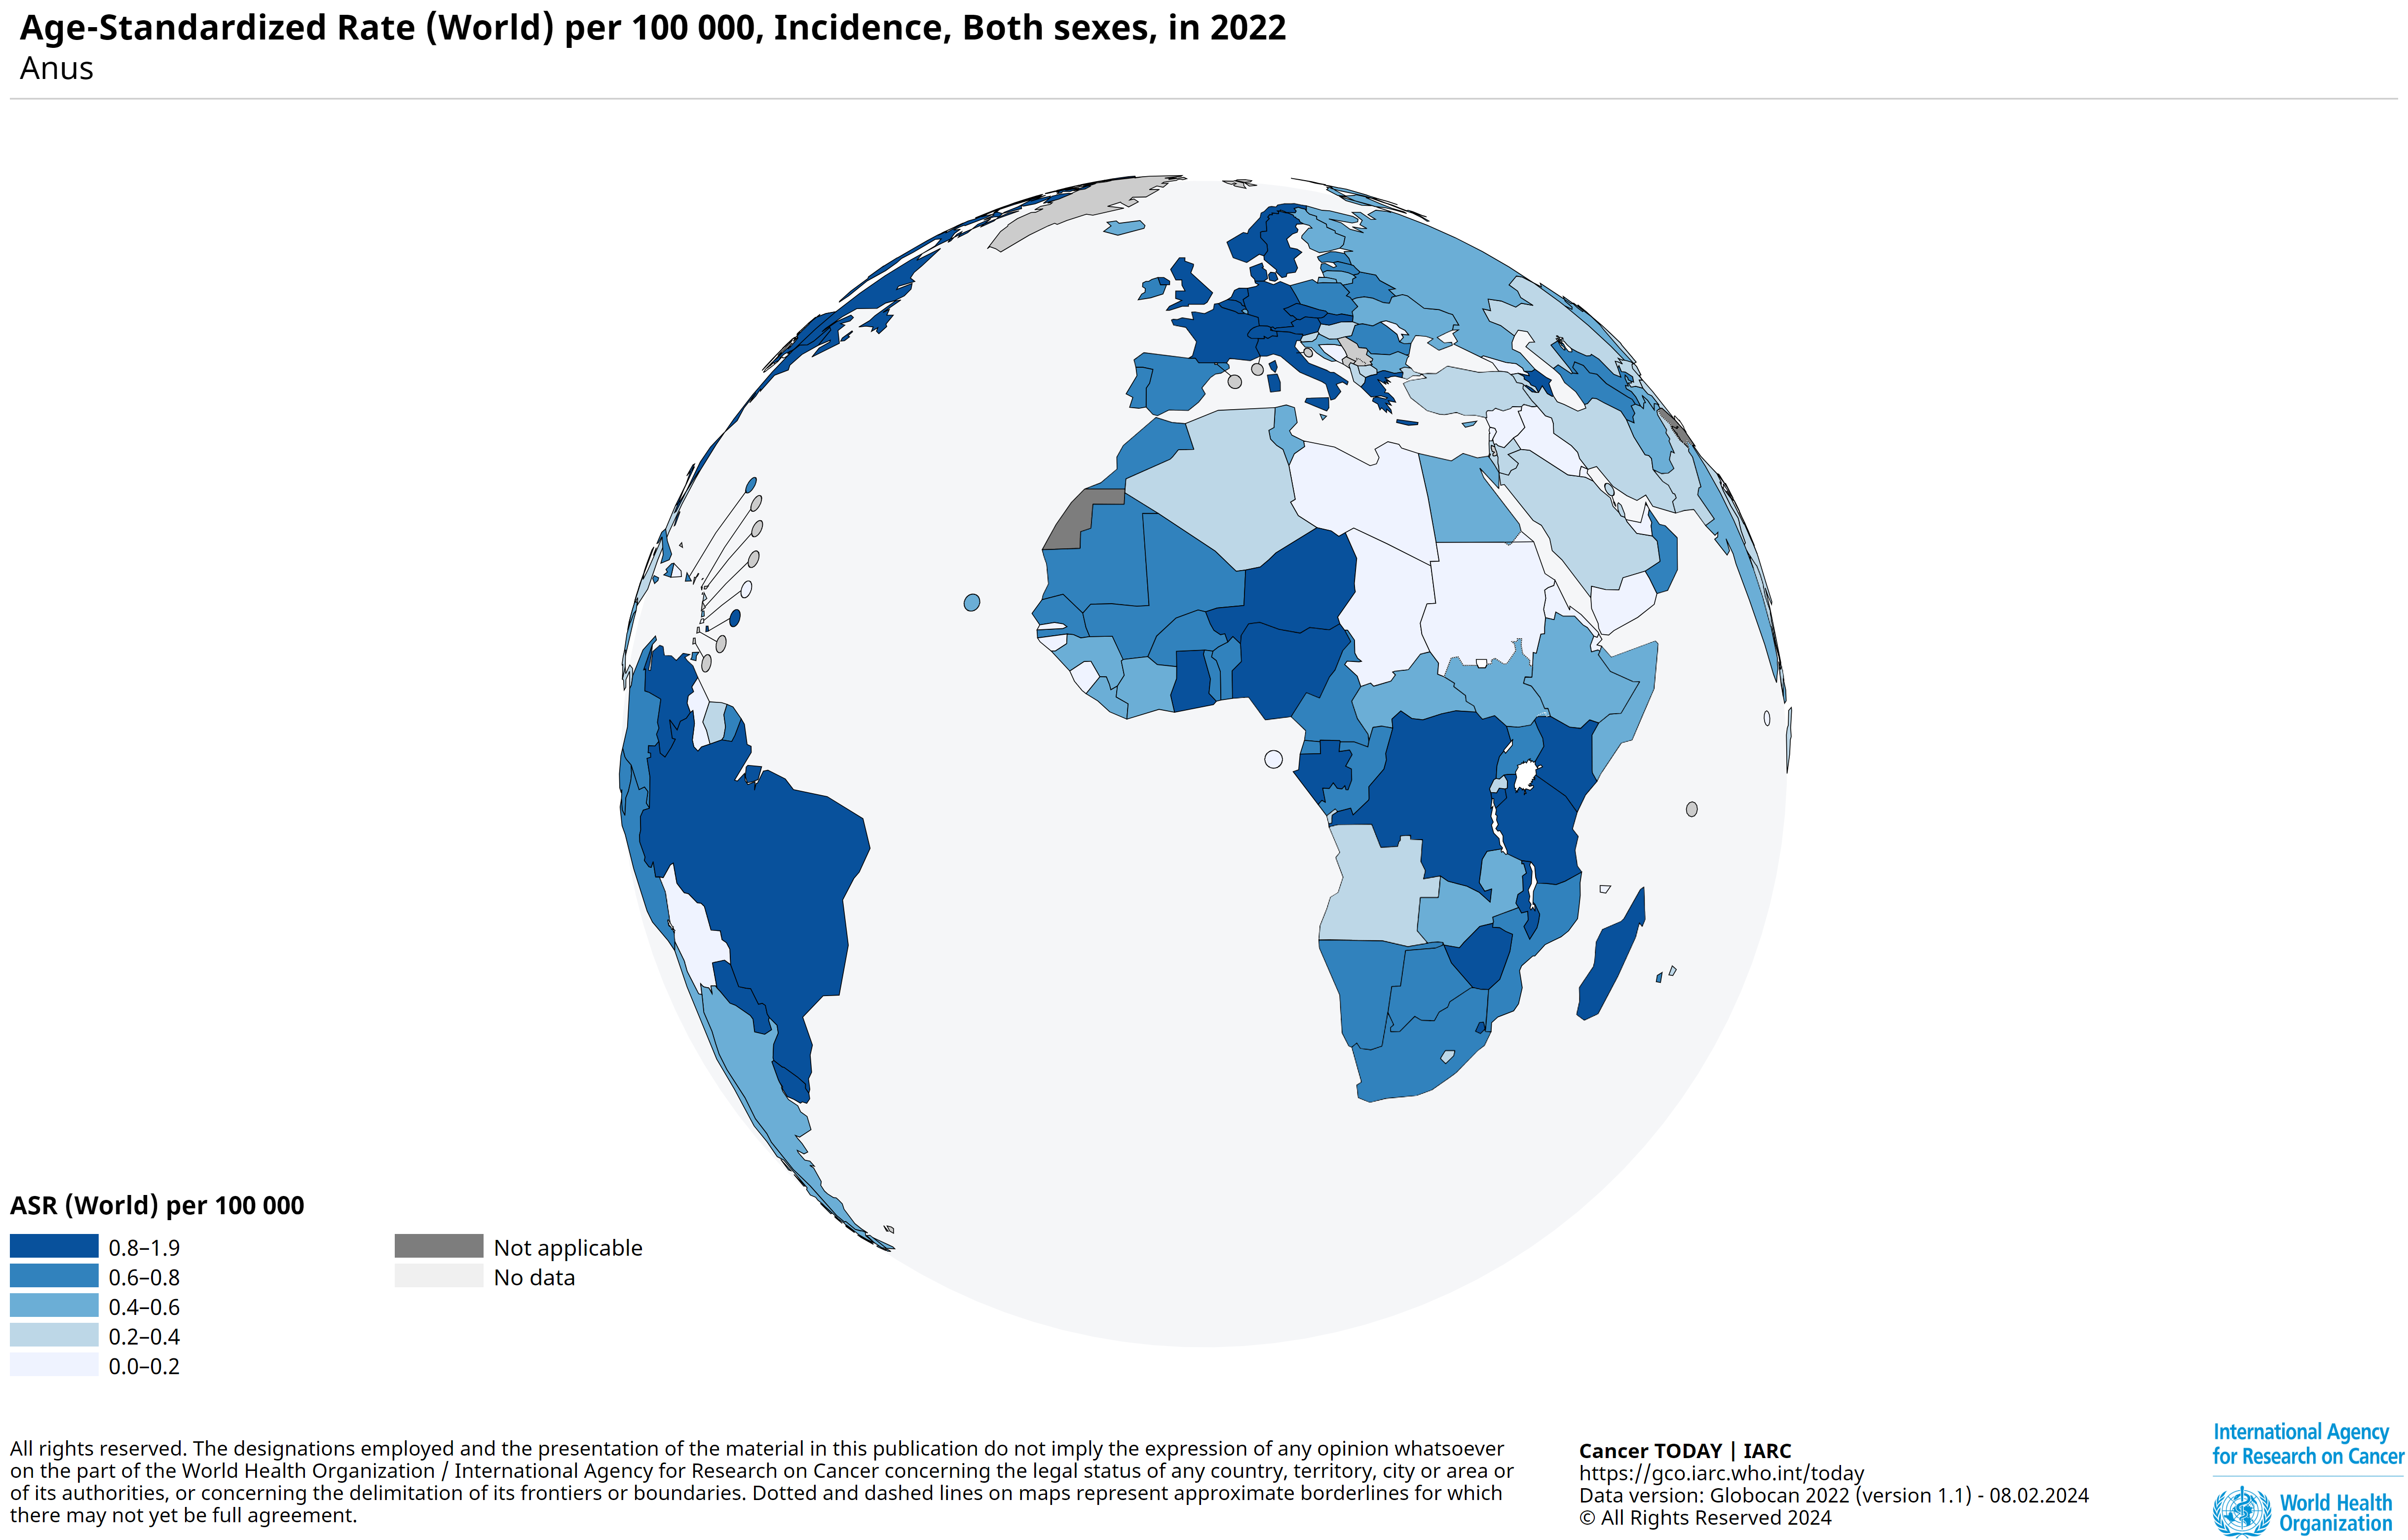 Age-Standardized Rate (World) per 100 000, Incidence, Both sexes, in 2022
Anus
ASR (World) per 100 000
0.8–1.9
0.6–0.8
0.4–0.6
0.2–0.4
0.0–0.2
Not applicable
No data
All rights reserved. The designations employed and the presentation of the material in this publication do not imply the expression of any opinion whatsoever
on the part of the World Health Organization / International Agency for Research on Cancer concerning the legal status of any country, territory, city or area or
of its authorities, or concerning the delimitation of its frontiers or boundaries. Dotted and dashed lines on maps represent approximate borderlines for which
there may not yet be full agreement.
Cancer TODAY | IARC
https://gco.iarc.who.int/today
Data version: Globocan 2022 (version 1.1) - 08.02.2024
© All Rights Reserved 2024
International Agency
for Research on Cancer
World Health
Organization